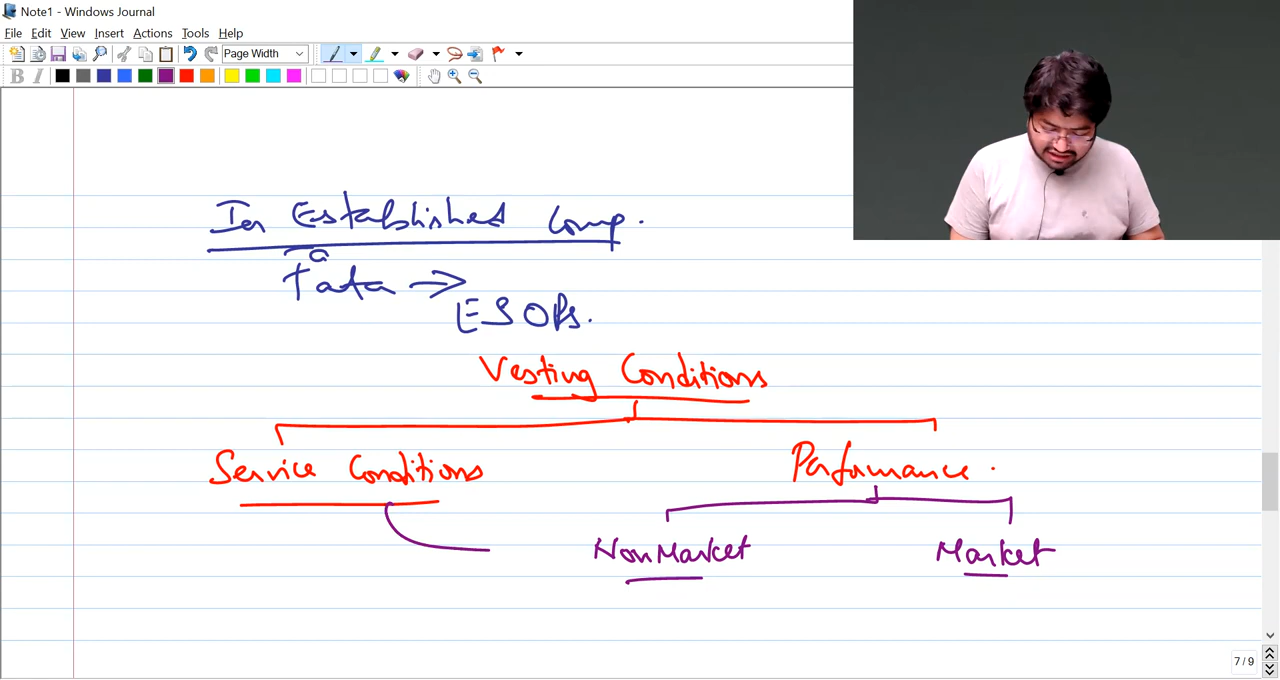 Note1 - Windows Journal
File Edit View Insert Actions Tools Help
Page Width
B I
In Established Comp.
Tata → ESOPs.
Vesting Conditions
Service Conditions Performance.
NonMarket Market
7 / 9